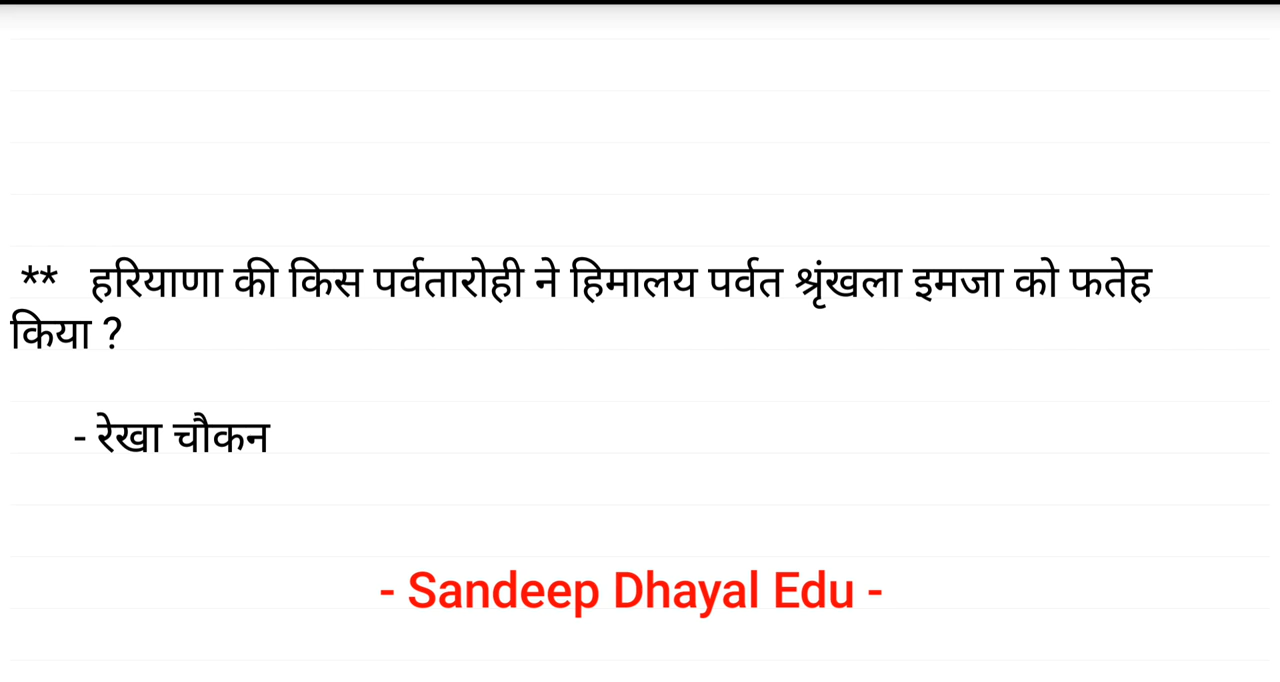 ** हरियाणा की किस पर्वतारोही ने हिमालय पर्वत श्रृंखला इमजा को फतेह
किया ?
- रेखा चौकन
- Sandeep Dhayal Edu -